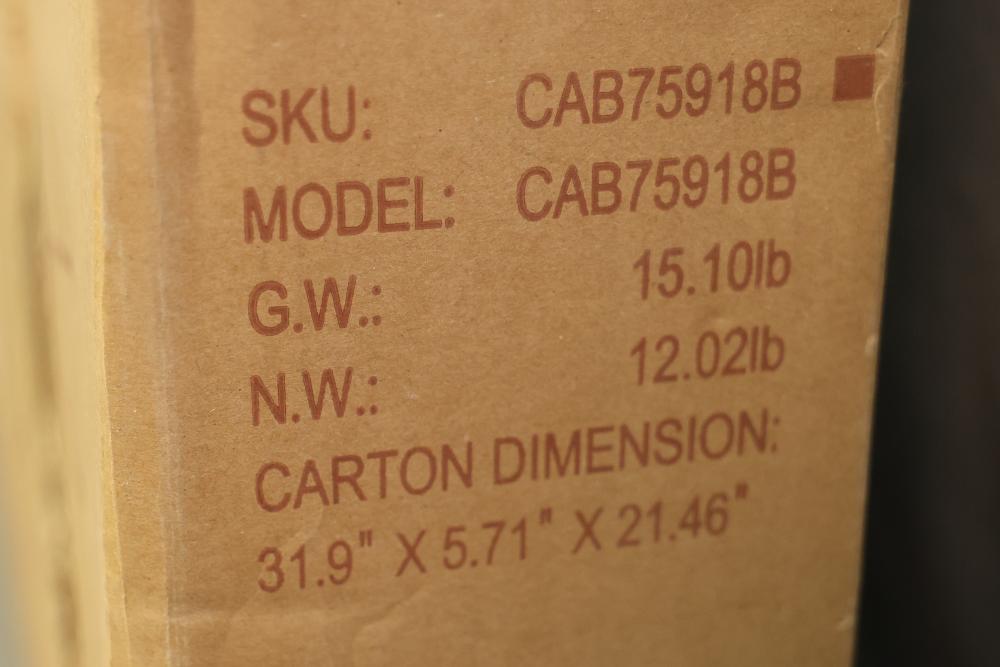 SKU: CAB75918B
MODEL: CAB75918B
G.W.: 15.10lb
N.W.: 12.02lb
CARTON DIMENSION:
31.9" X 5.71" X 21.46"